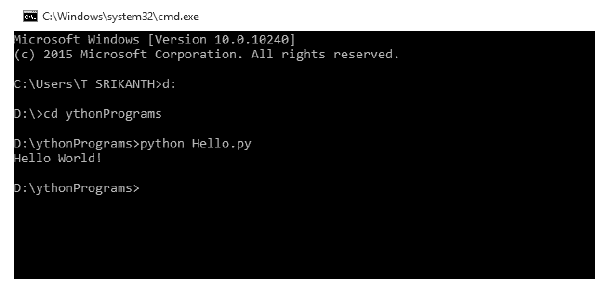 C:\Windows\system32\cmd.exe
Microsoft Windows [Version 10.0.10240]
(c) 2015 Microsoft Corporation. All rights reserved.
C:\Users\T SRIKANTH>d:
D:\>cd ythonPrograms
D:\ythonPrograms>python Hello.py
Hello World!
D:\ythonPrograms>